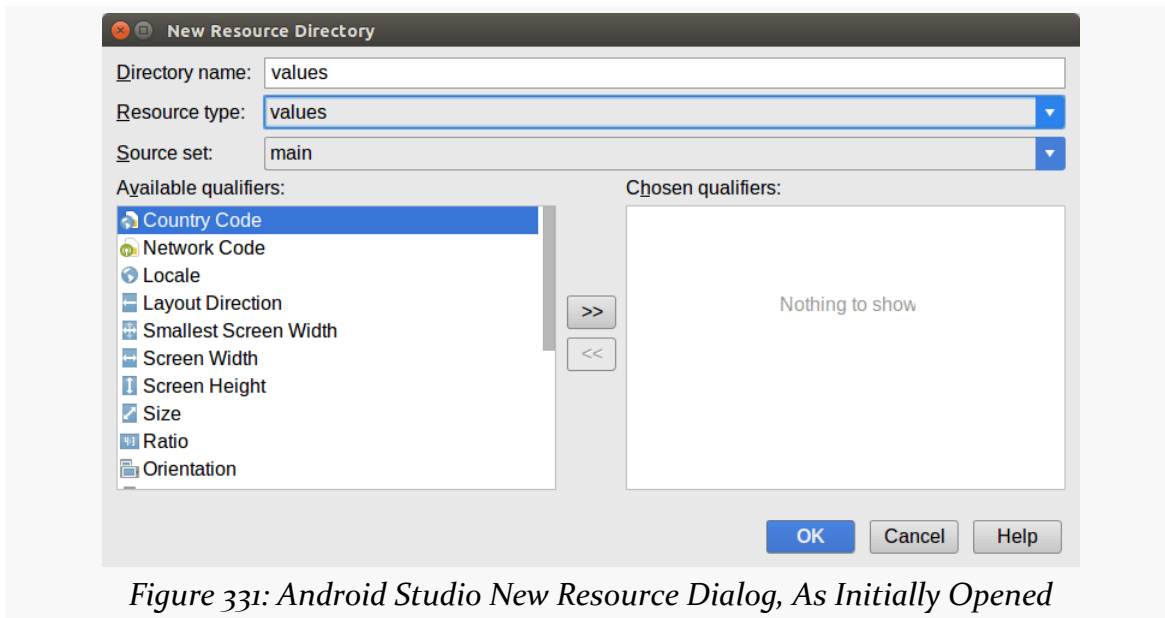 New Resource Directory
Directory name: values
Resource type: values
Source set: main
Available qualifiers:
Country Code
Network Code
Locale
Layout Direction
Smallest Screen Width
Screen Width
Screen Height
Size
Ratio
Orientation
>>
<<
Chosen qualifiers:
Nothing to show
OK Cancel Help
Figure 331: Android Studio New Resource Dialog, As Initially Opened